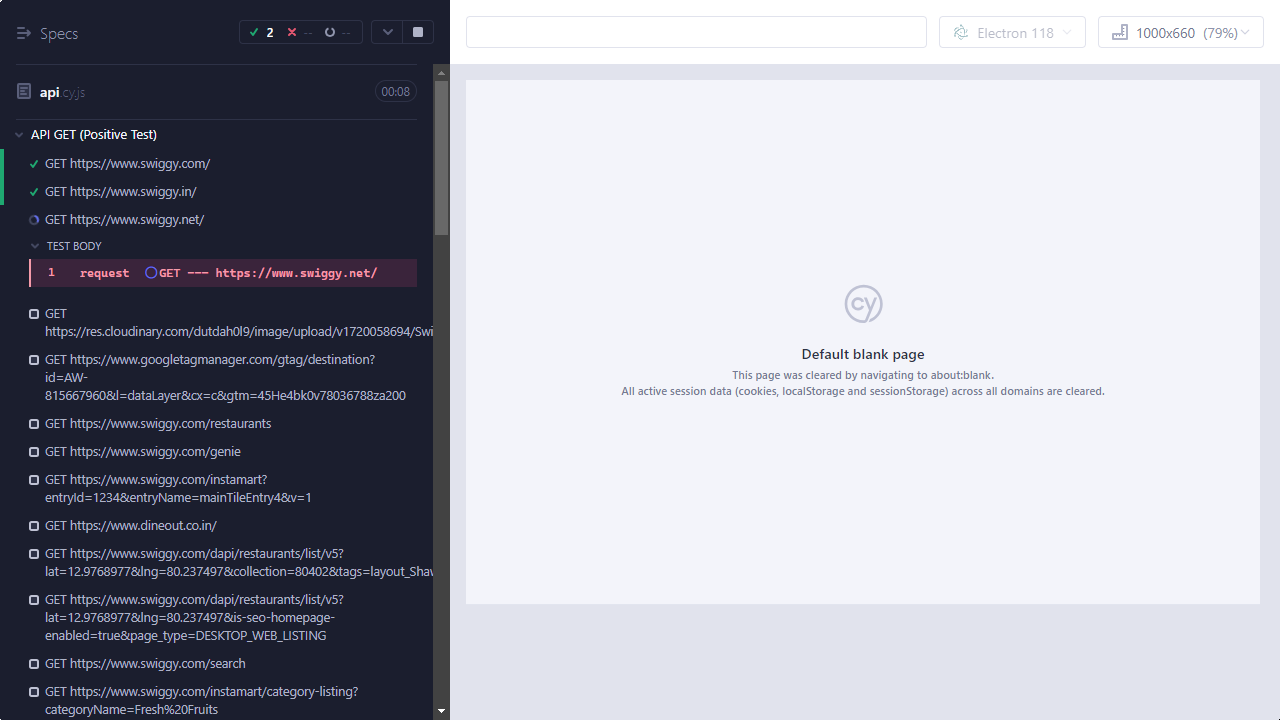 Specs
2
--
--
Electron 118
1000x660 (79%)
api.cy.js
00:08
API GET (Positive Test)
GET https://www.swiggy.com/
GET https://www.swiggy.in/
GET https://www.swiggy.net/
TEST BODY
1 request GET --- https://www.swiggy.net/
GET
https://res.cloudinary.com/dutdah0l9/image/upload/v1720058694/Swi
GET https://www.googletagmanager.com/gtag/destination?
id=AW-
815667960&l=dataLayer&cx=c&gtm=45He4bk0v78036788za200
GET https://www.swiggy.com/restaurants
GET https://www.swiggy.com/genie
GET https://www.swiggy.com/instamart?
entryId=1234&entryName=mainTileEntry4&v=1
GET https://www.dineout.co.in/
GET https://www.swiggy.com/dapi/restaurants/list/v5?
lat=12.9768977&lng=80.237497&collection=80402&tags=layout_Shaw
GET https://www.swiggy.com/dapi/restaurants/list/v5?
lat=12.9768977&lng=80.237497&is-seo-homepage-
enabled=true&page_type=DESKTOP_WEB_LISTING
GET https://www.swiggy.com/search
GET https://www.swiggy.com/instamart/category-listing?
categoryName=Fresh%20Fruits
cy
Default blank page
This page was cleared by navigating to about:blank.
All active session data (cookies, localStorage and sessionStorage) across all domains are cleared.